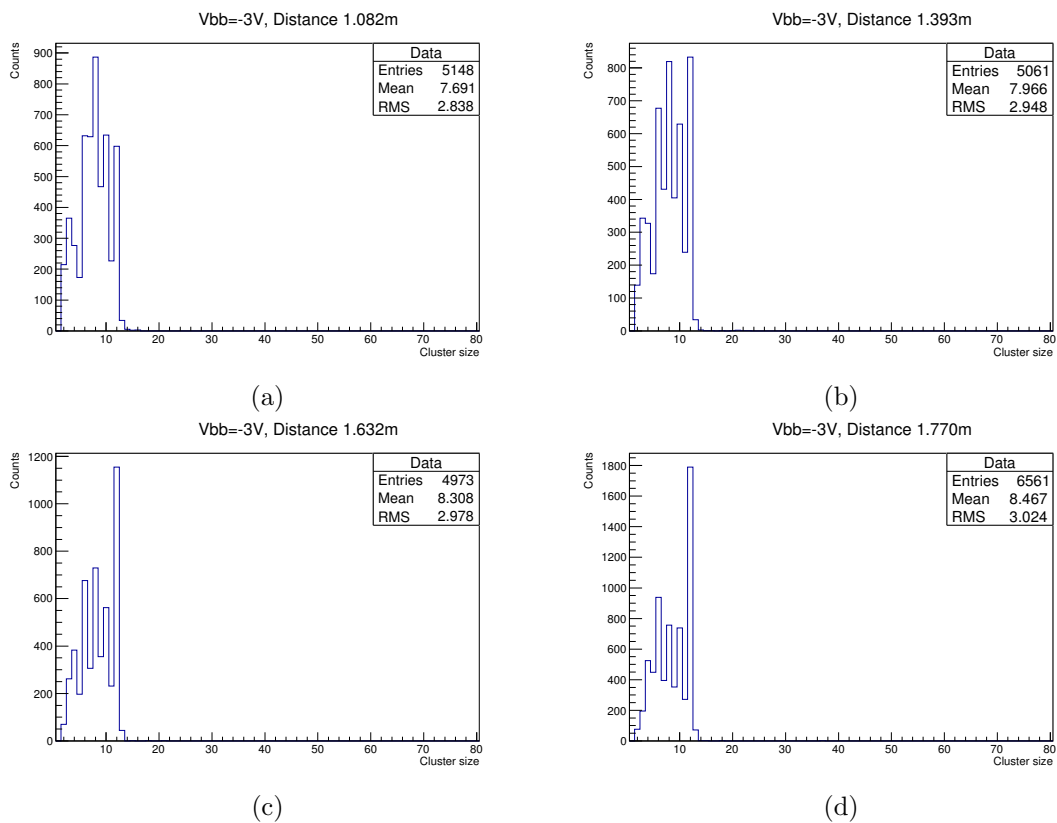 Vbb=-3V, Distance 1.082m
Counts
Data
Entries 5148
Mean 7.691
RMS 2.838
900
800
700
600
500
400
300
200
100
0
10 20 30 40 50 60 70 80
Cluster size
(a)
Vbb=-3V, Distance 1.393m
Counts
Data
Entries 5061
Mean 7.966
RMS 2.948
800
700
600
500
400
300
200
100
0
10 20 30 40 50 60 70 80
Cluster size
(b)
Vbb=-3V, Distance 1.632m
Counts
Data
Entries 4973
Mean 8.308
RMS 2.978
1200
1000
800
600
400
200
0
10 20 30 40 50 60 70 80
Cluster size
(c)
Vbb=-3V, Distance 1.770m
Counts
Data
Entries 6561
Mean 8.467
RMS 3.024
1800
1600
1400
1200
1000
800
600
400
200
0
10 20 30 40 50 60 70 80
Cluster size
(d)